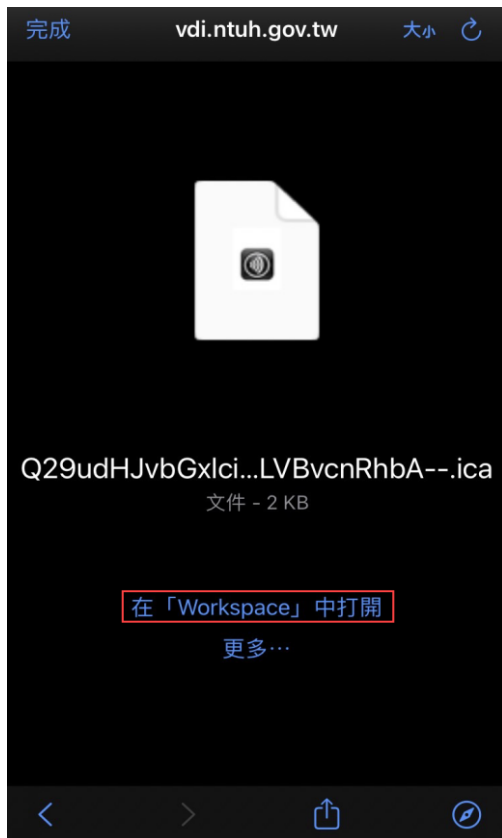 完成 vdi.ntuh.gov.tw 大小
Q29udHJvbGxlci...LVBvcnRhbA--.ica
文件 - 2 KB
在「Workspace」中打開
更多⋯